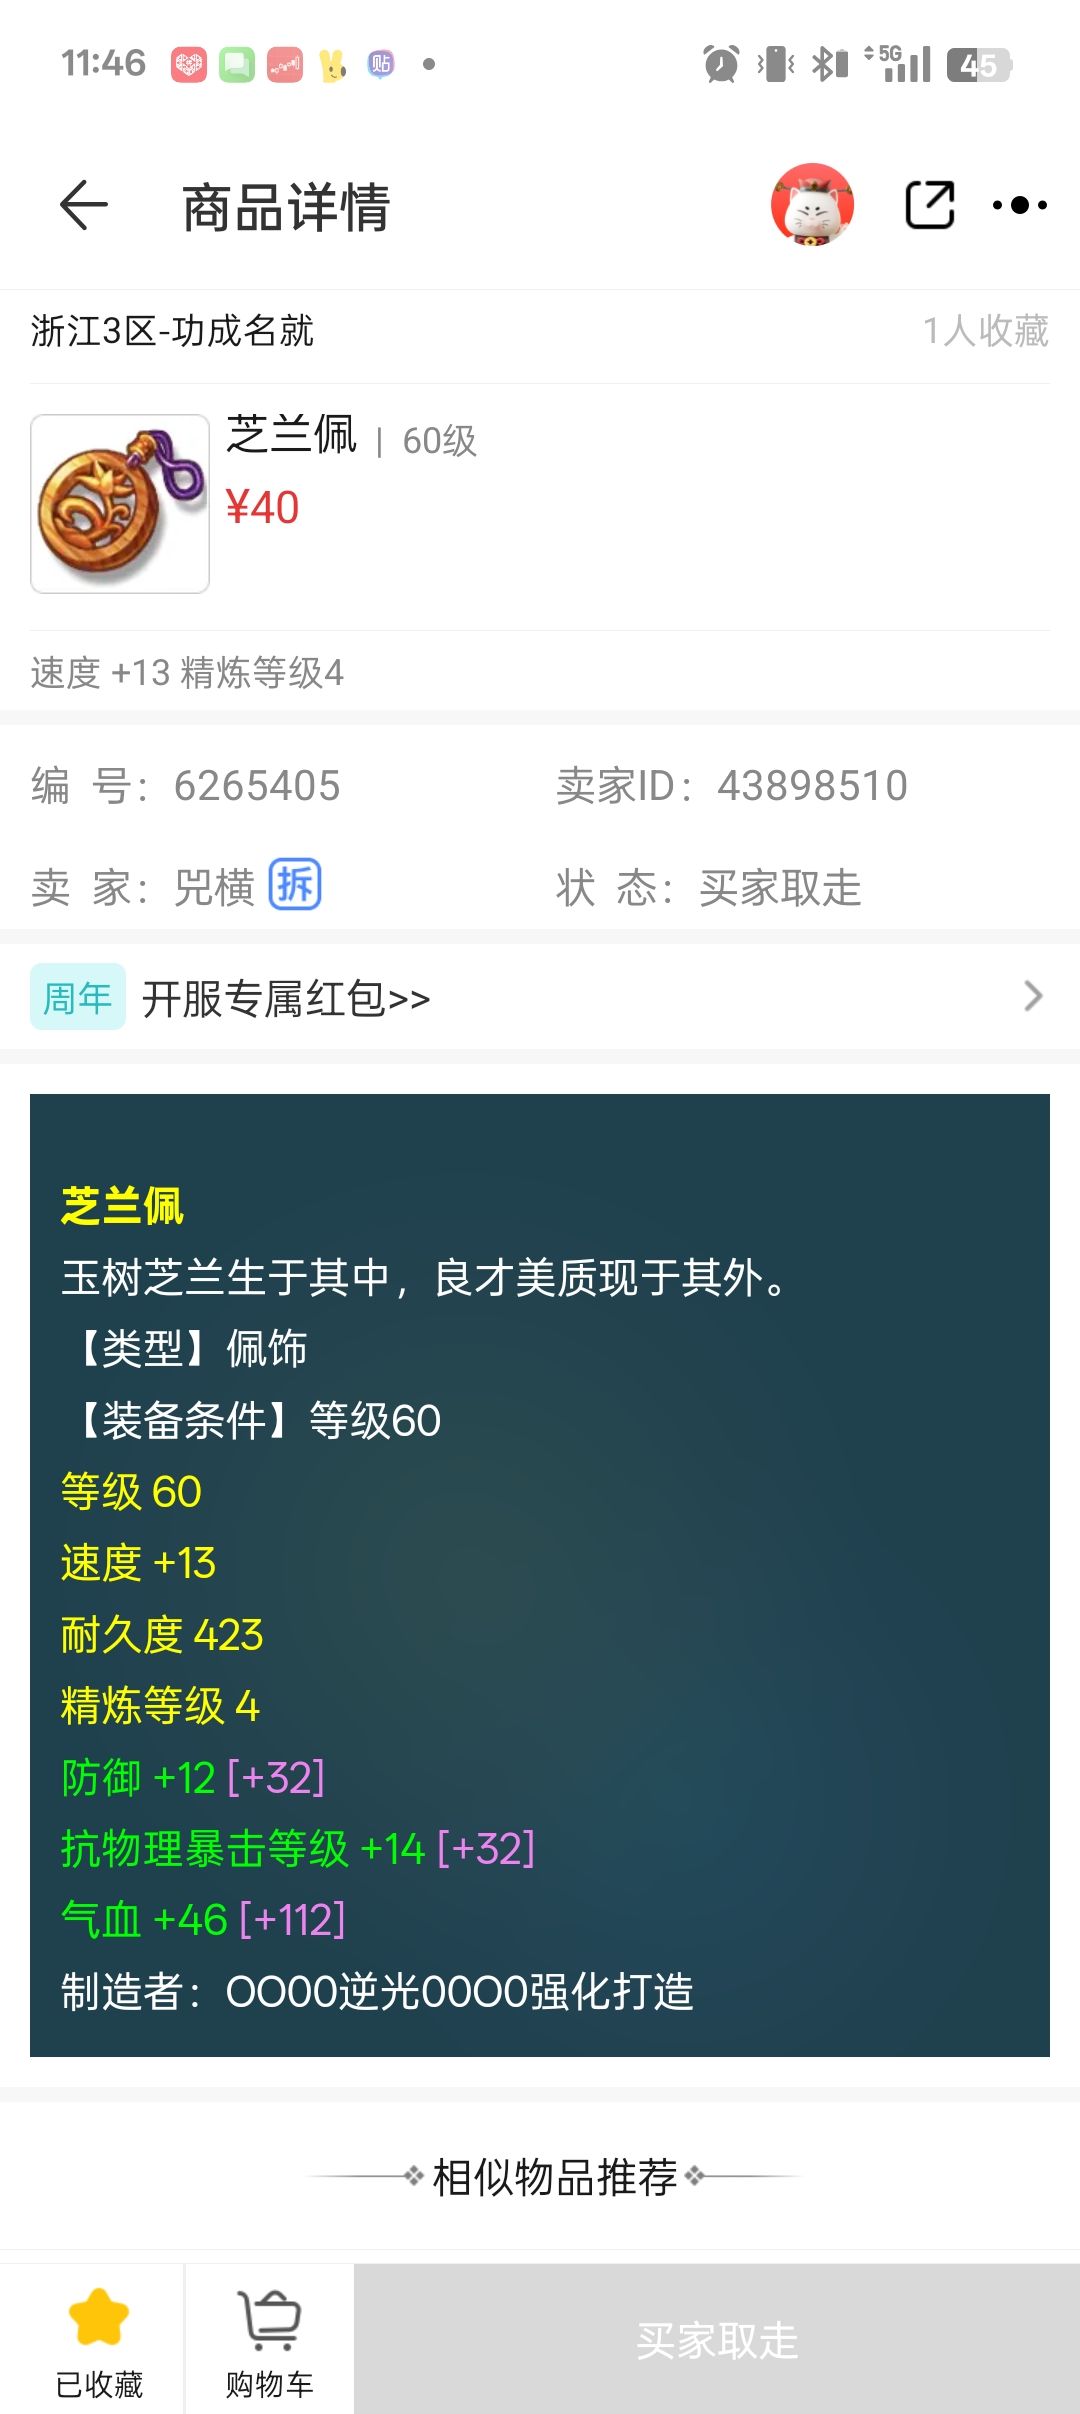 11:46 贴 5G 45
商品详情
浙江3区-功成名就 1人收藏
芝兰佩 | 60级
¥40
速度 +13 精炼等级4
编 号：6265405 卖家ID：43898510
卖 家：咒横 拆 状 态：买家取走
周年 开服专属红包>>
芝兰佩
玉树芝兰生于其中，良才美质现于其外。
【类型】佩饰
【装备条件】等级60
等级 60
速度 +13
耐久度 423
精炼等级 4
防御 +12 [+32]
抗物理暴击等级 +14 [+32]
气血 +46 [+112]
制造者：OO00逆光00O0强化打造
相似物品推荐
已收藏 购物车 买家取走